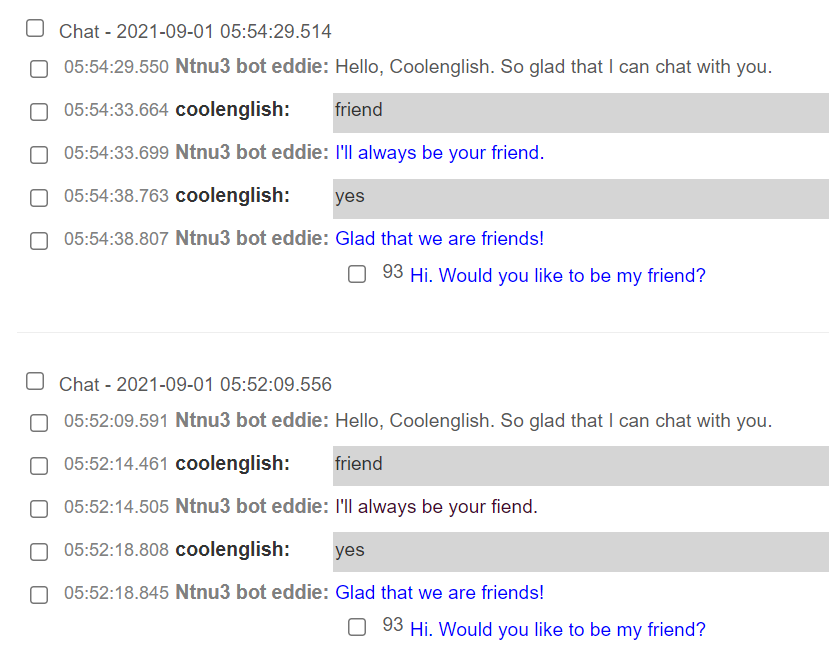 Chat - 2021-09-01 05:54:29.514
05:54:29.550 Ntnu3 bot eddie: Hello, Coolenglish. So glad that I can chat with you.
05:54:33.664 coolenglish: friend
05:54:33.699 Ntnu3 bot eddie: I'll always be your friend.
05:54:38.763 coolenglish: yes
05:54:38.807 Ntnu3 bot eddie: Glad that we are friends!
93 Hi. Would you like to be my friend?
Chat - 2021-09-01 05:52:09.556
05:52:09.591 Ntnu3 bot eddie: Hello, Coolenglish. So glad that I can chat with you.
05:52:14.461 coolenglish: friend
05:52:14.505 Ntnu3 bot eddie: I'll always be your fiend.
05:52:18.808 coolenglish: yes
05:52:18.845 Ntnu3 bot eddie: Glad that we are friends!
93 Hi. Would you like to be my friend?